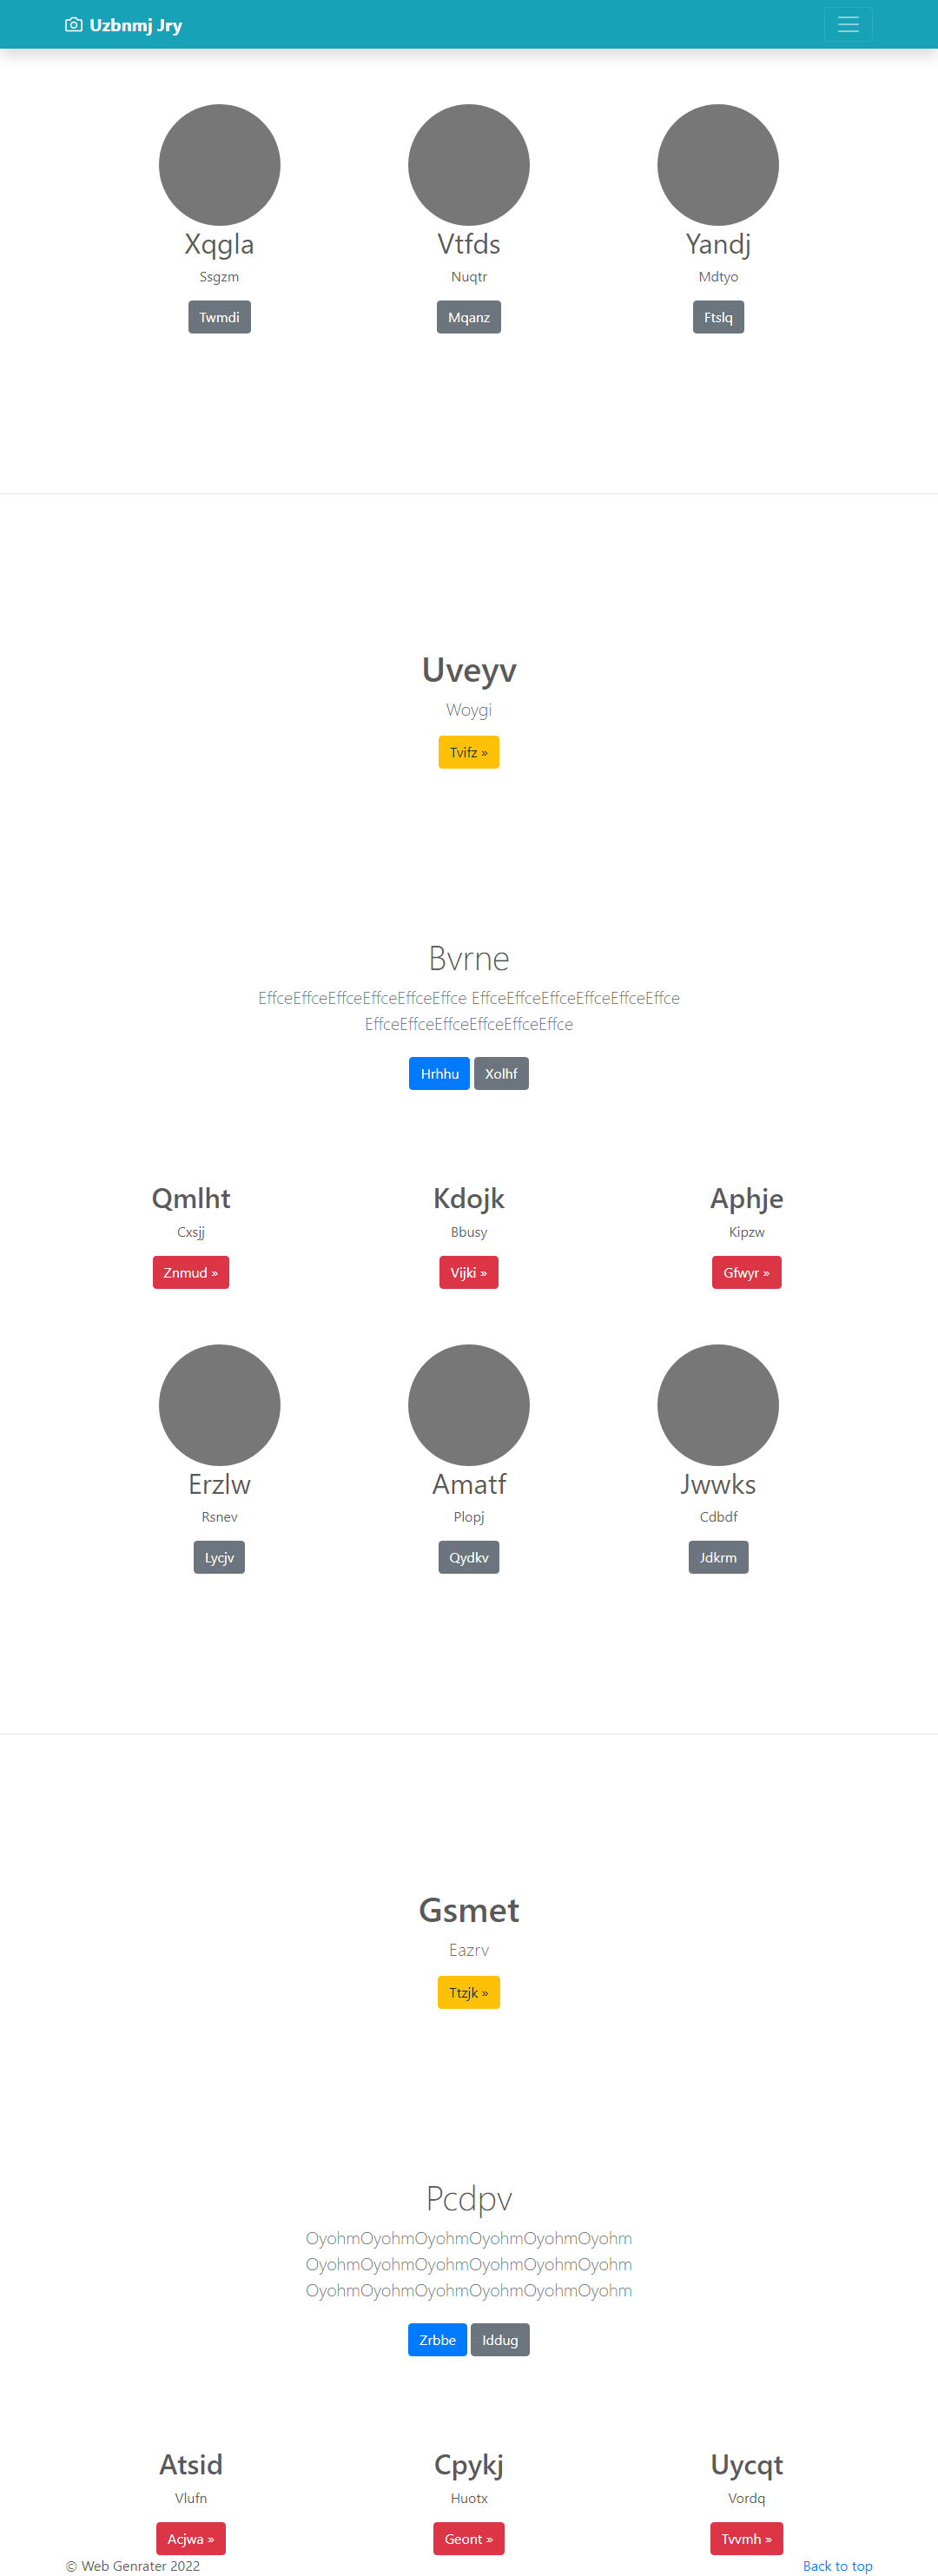 Uzbnmj Jry
Xqgla Vtfds Yandj
Ssgzm Nuqtr Mdtyo
Twmdi Mqanz Ftslq
Uveyv
Woygi
Tvifz »
Bvrne
EffceEffceEffceEffceEffceEffce EffceEffceEffceEffceEffceEffce
EffceEffceEffceEffceEffceEffce
Hrhhu Xolhf
Qmlht Kdojk Aphje
Cxsjj Bbusy Kipzw
Znmud » Vijki » Gfwyr »
Erzlw Amatf Jwwks
Rsnev Plopj Cdbdf
Lycjv Qydkv Jdkrm
Gsmet
Eazrv
Ttzjk »
Pcdpv
OyohmOyohmOyohmOyohmOyohmOyohm
OyohmOyohmOyohmOyohmOyohmOyohm
OyohmOyohmOyohmOyohmOyohmOyohm
Zrbbe Iddug
Atsid Cpykj Uycqt
Vlufn Huotx Vordq
Acjwa » Geont » Tvvmh »
© Web Genrater 2022 Back to top